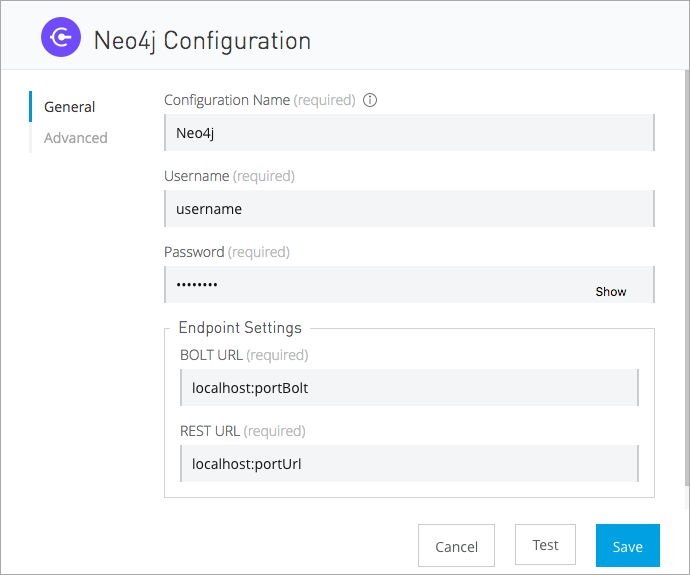 Neo4j Configuration
General
Advanced
Configuration Name (required)
Neo4j
Username (required)
username
Password (required)
••••••••
Show
Endpoint Settings
BOLT URL (required)
localhost:portBolt
REST URL (required)
localhost:portUrl
Cancel
Test
Save